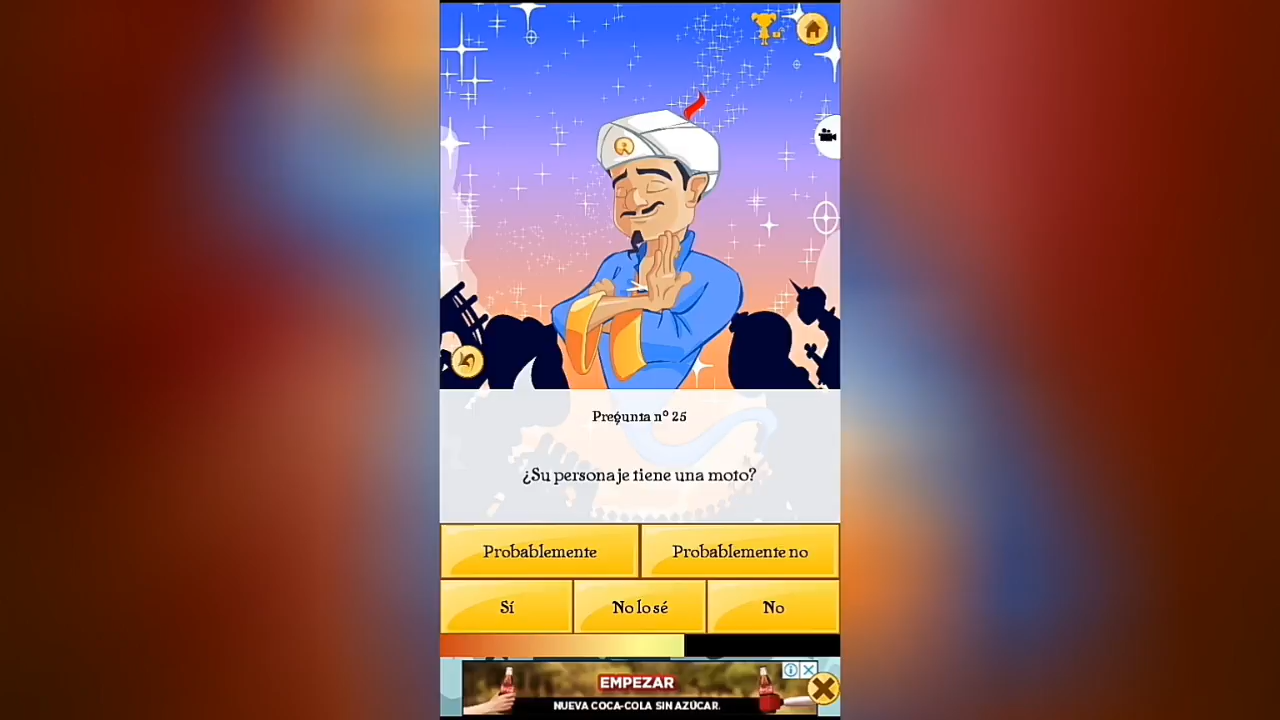 Pregunta nº 25
¿Su personaje tiene una moto?
Probablemente
Probablemente no
Sí
No lo sé
No
EMPEZAR
NUEVA COCA-COLA SIN AZÚCAR.